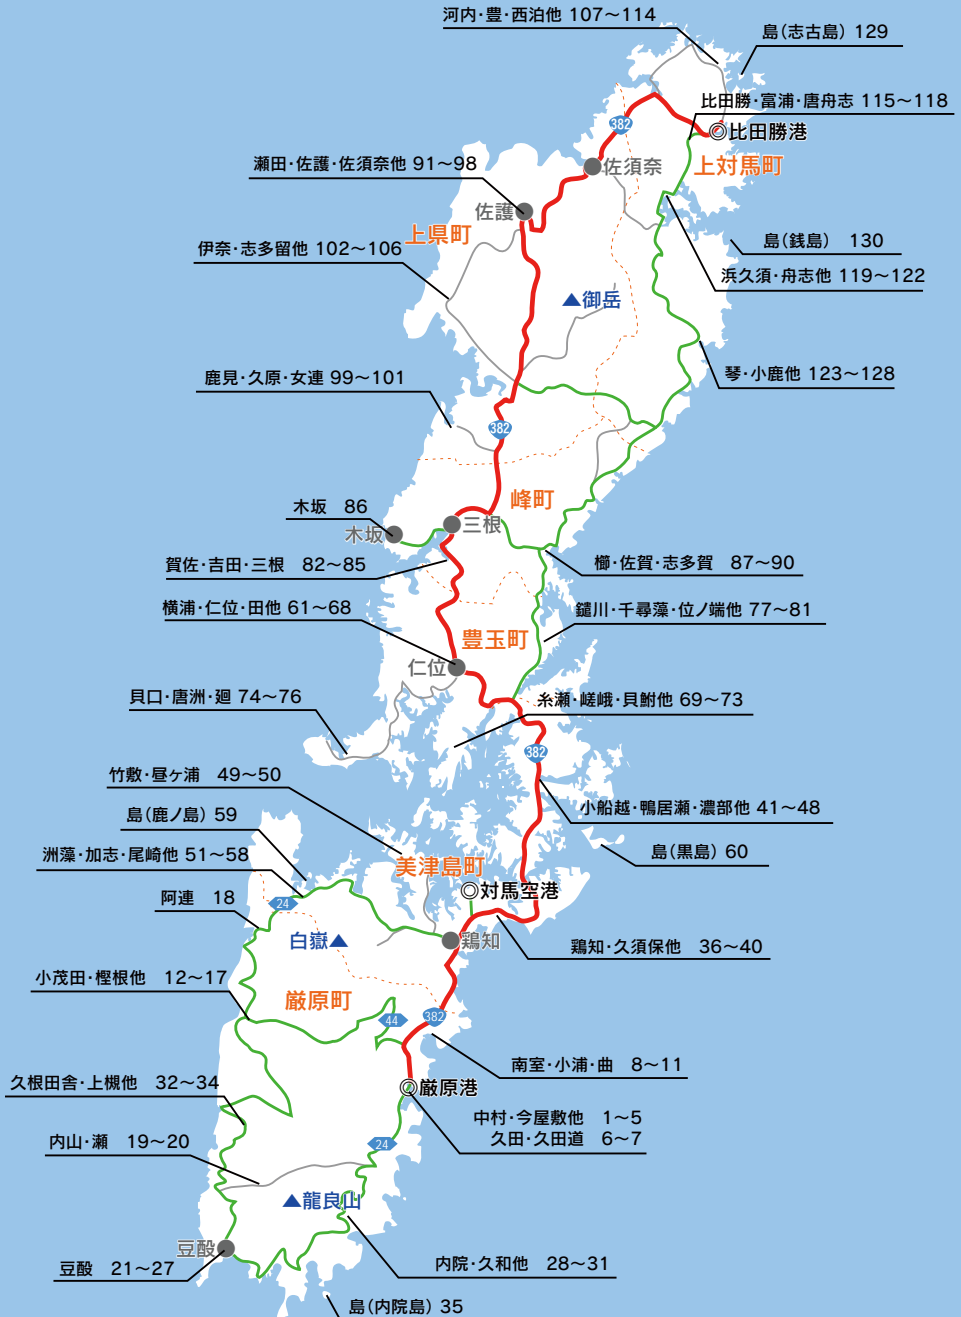 河内・豊・西泊他 107〜114
島（志古島） 129
比田勝・富浦・唐舟志 115〜118
382
◎比田勝港
瀬田・佐護・佐須奈他 91〜98
佐須奈
上対馬町
佐護
上県町
伊奈・志多留他 102〜106
島（銭島） 130
浜久須・舟志他 119〜122
▲御岳
鹿見・久原・女連 99〜101
琴・小鹿他 123〜128
382
峰町
木坂 86
三根
木坂
賀佐・吉田・三根 82〜85
櫛・佐賀・志多賀 87〜90
横浦・仁位・田他 61〜68
鑓川・千尋藻・位ノ端他 77〜81
豊玉町
仁位
貝口・唐洲・廻 74〜76
糸瀬・嵯峨・貝鮒他 69〜73
382
竹敷・昼ヶ浦 49〜50
小船越・鴨居瀬・濃部他 41〜48
島（鹿ノ島） 59
洲藻・加志・尾崎他 51〜58
島（黒島） 60
美津島町
◎対馬空港
阿連 18
24
白嶽▲
鶏知
鶏知・久須保他 36〜40
小茂田・樫根他 12〜17
厳原町
44
382
南室・小浦・曲 8〜11
久根田舎・上槻他 32〜34
◎厳原港
中村・今屋敷他 1〜5
久田・久田道 6〜7
内山・瀬 19〜20
24
▲龍良山
豆酘
豆酘 21〜27
内院・久和他 28〜31
島（内院島） 35